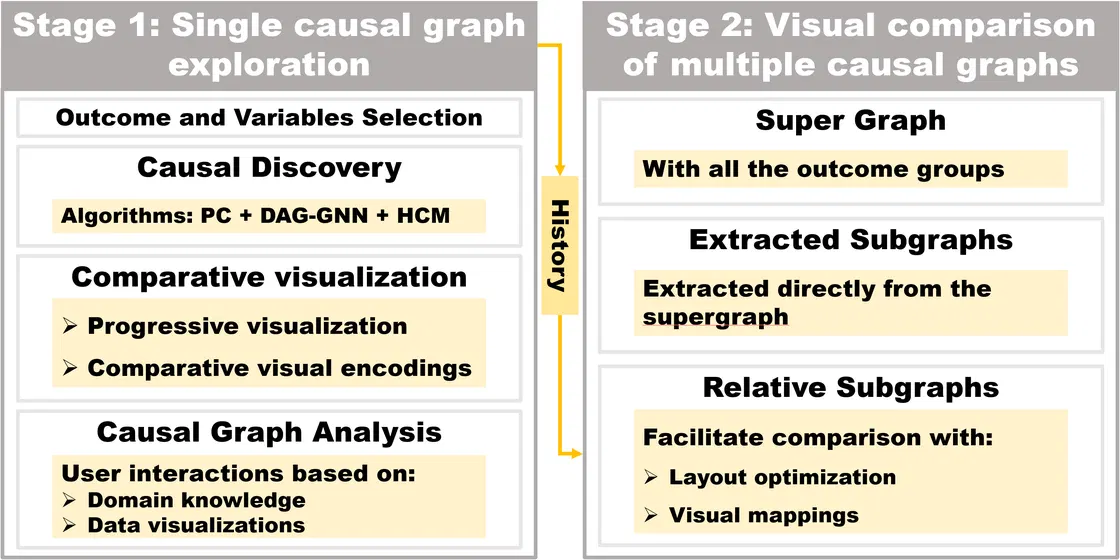 Stage 1: Single causal graph
exploration
Outcome and Variables Selection
Causal Discovery
Algorithms: PC + DAG-GNN + HCM
Comparative visualization
➢ Progressive visualization
➢ Comparative visual encodings
Causal Graph Analysis
User interactions based on:
➢ Domain knowledge
➢ Data visualizations
History
Stage 2: Visual comparison
of multiple causal graphs
Super Graph
With all the outcome groups
Extracted Subgraphs
Extracted directly from the
supergraph
Relative Subgraphs
Facilitate comparison with:
➢ Layout optimization
➢ Visual mappings